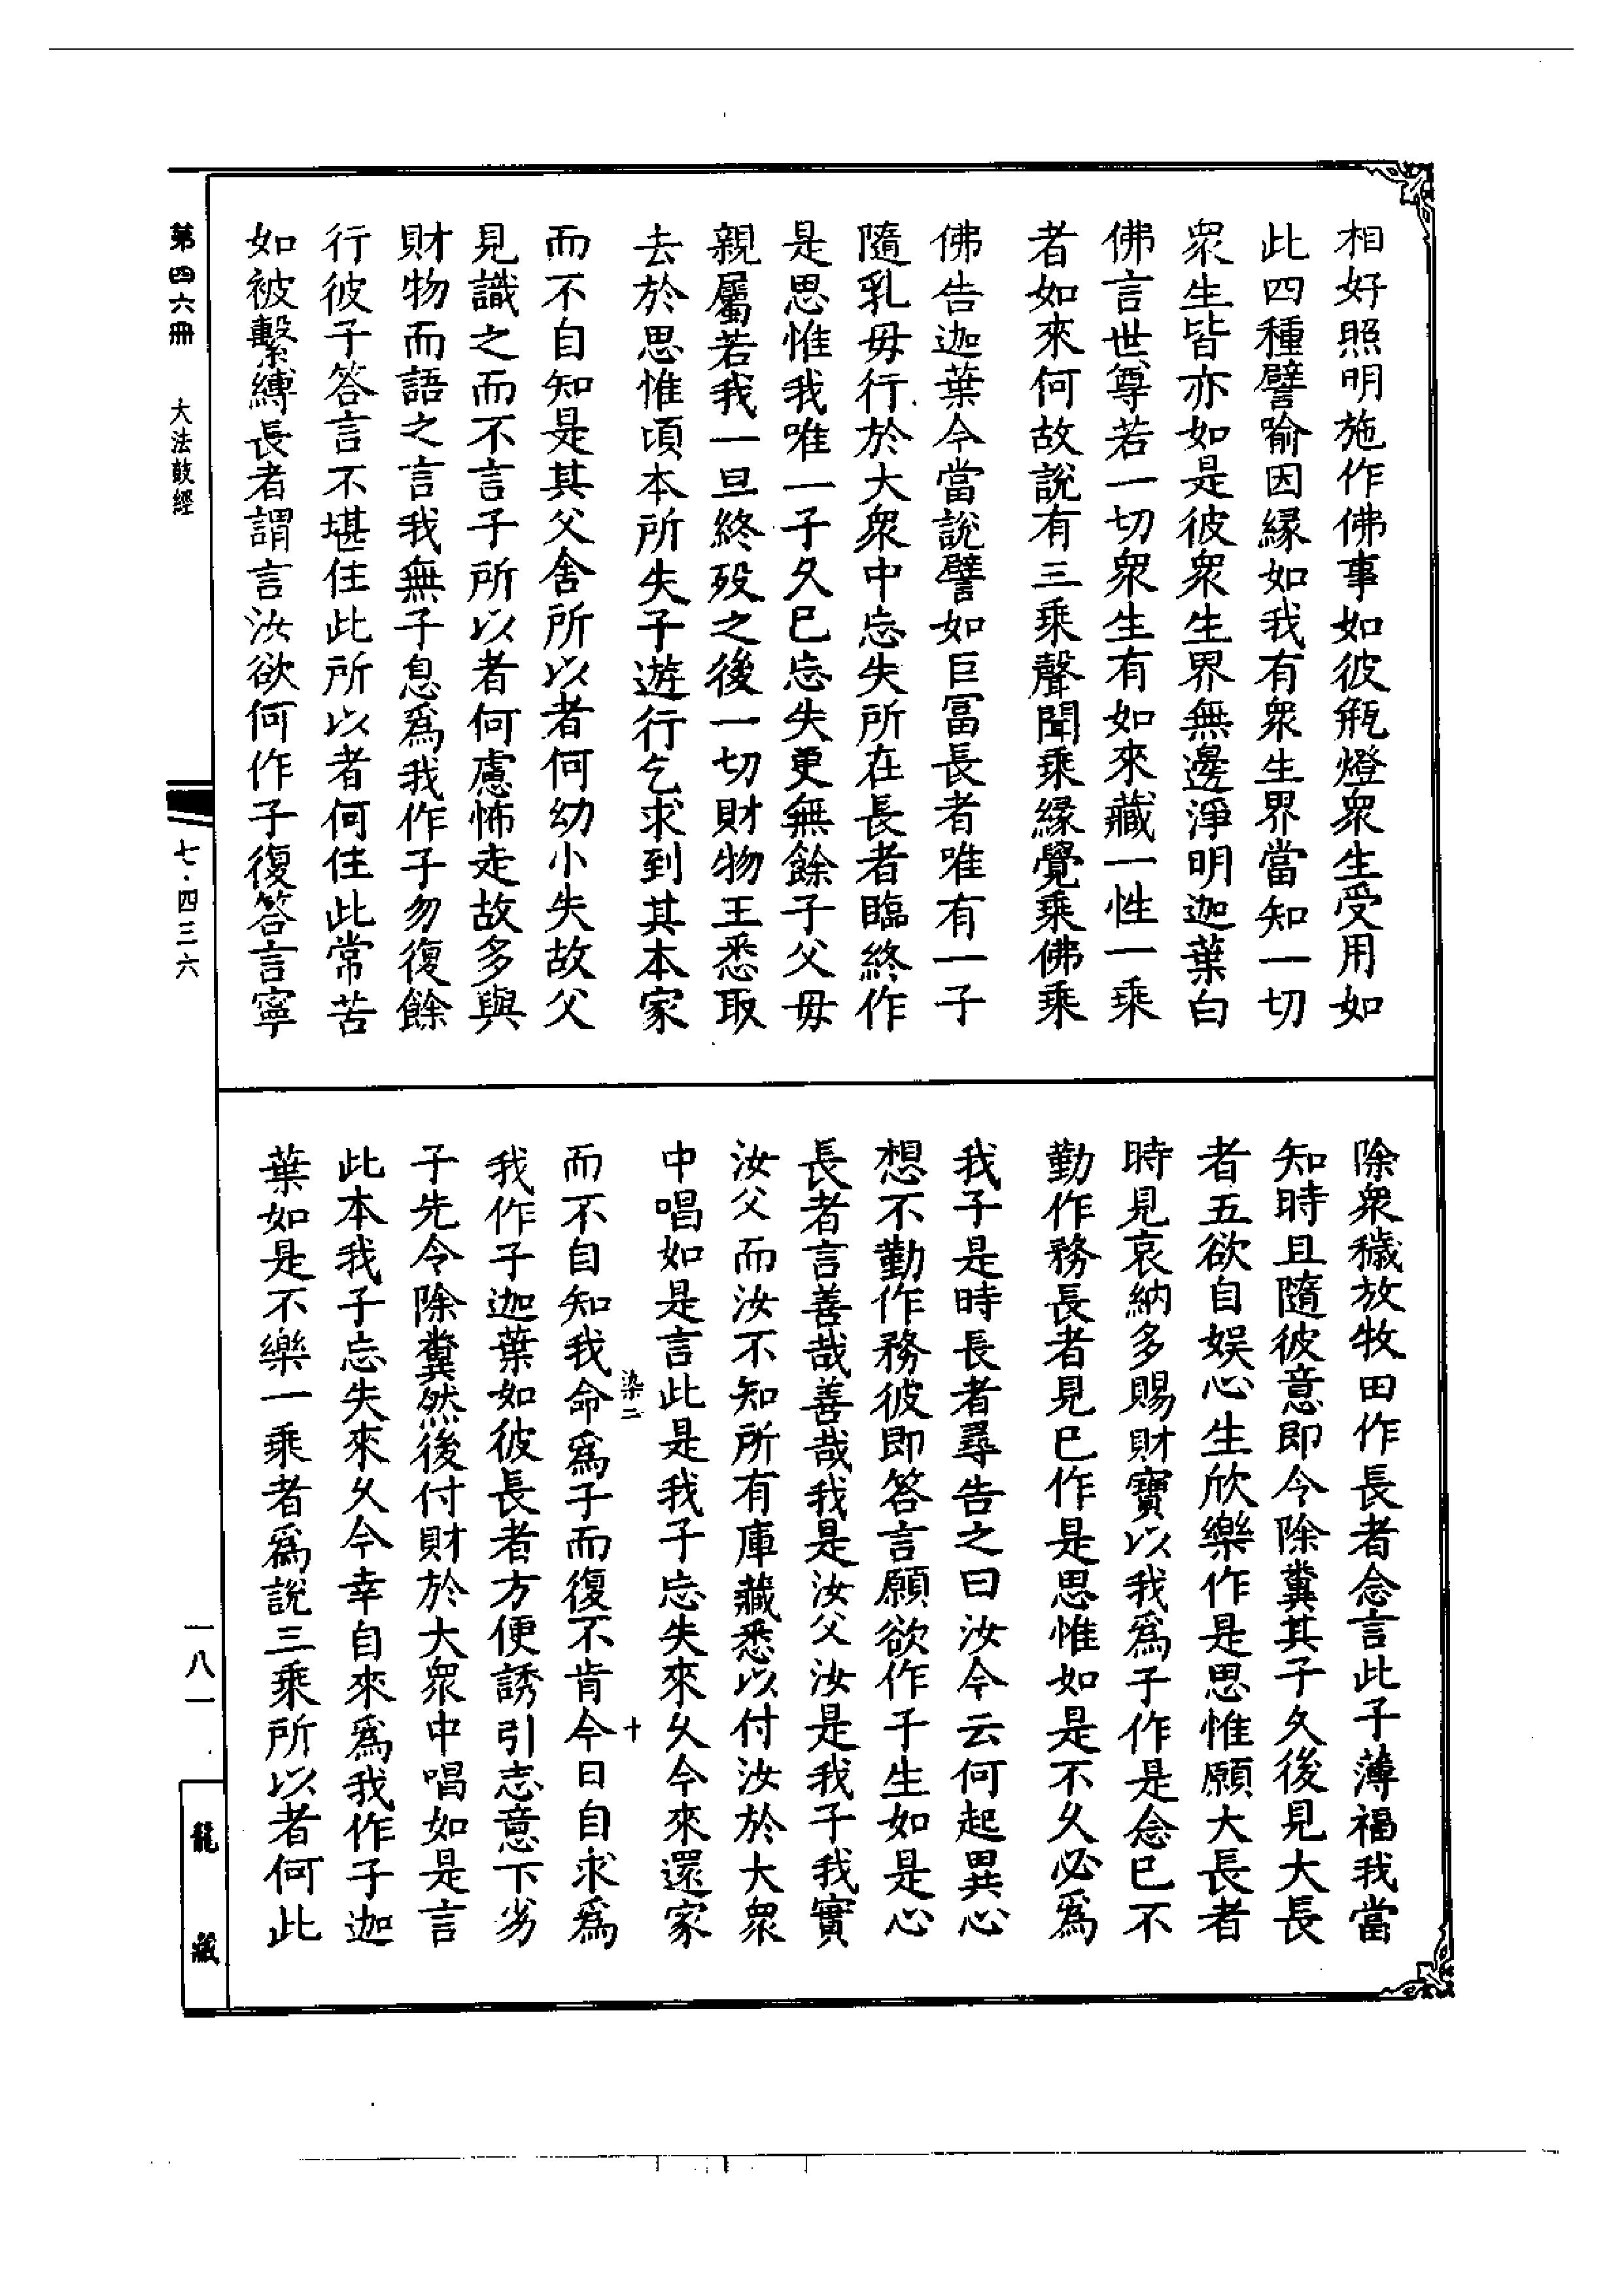 相好照明施作佛事如彼瓶燈衆生受用如
此四種譬喻因緣如我有衆生界當知一切
衆生皆亦如是彼衆生界無邊淨明迦葉白
佛言世尊若一切衆生有如來藏一性一乘
者如來何故說有三乘聲聞乘緣覺乘佛乘
佛告迦葉今當說譬如巨富長者唯有一子
隨乳母行於大衆中忘失所在長者臨終作
是思惟我唯一子久已忘失更無餘子父母
親屬若我一旦終歿之後一切財物王悉取
去於思惟頃本所失子遊行乞求到其本家
而不自知是其父舍所以者何幼小失故父
見識之而不言子所以者何慮怖走故多與
財物而語之言我無子息爲我作子勿復餘
行彼子答言不堪住此所以者何住此常苦
如被繫縛長者謂言汝欲何作子復答言寧
除衆穢放牧田作長者念言此子薄福我當
知時且隨彼意即令除糞其子久後見大長
者五欲自娛心生欣樂作是思惟願大長者
時見哀納多賜財寶以我爲子作是念已不
勤作務長者見已作是思惟如是不久必爲
我子是時長者尋告之曰汝今云何起異心
想不勤作務彼即答言願欲作子生如是心
長者言善哉善哉我是汝父汝是我子我實
汝父而汝不知所有庫藏悉以付汝於大衆
中唱如是言此是我子忘失來久今來還家
而不自知我命爲子而復不肯今日自求爲
我作子迦葉如彼長者方便誘引志意下劣
子先令除糞然後付財於大衆中唱如是言
此本我子忘失來久今幸自來爲我作子迦
葉如是不樂一乘者爲說三乘所以者何此
染二
十
第四六冊
大法鼓經
七·四三六
一八一
龍藏